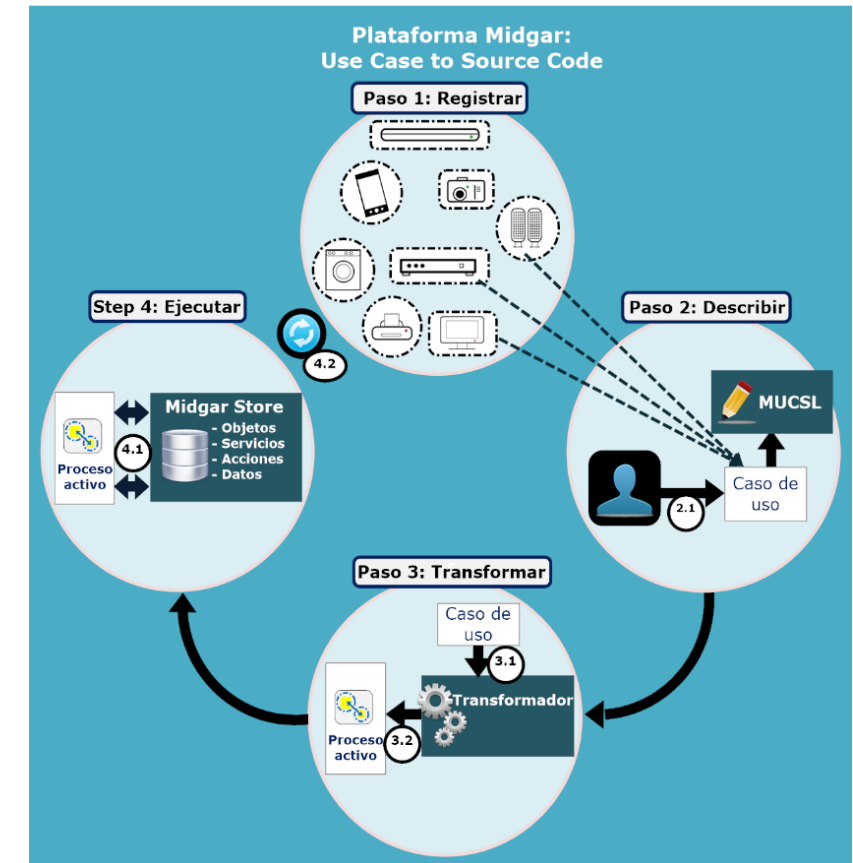 Plataforma Midgar:
Use Case to Source Code
Paso 1: Registrar
Step 4: Ejecutar
4.2
Paso 2: Describir
Midgar Store
- Objetos
- Servicios
- Acciones
- Datos
4.1
Proceso
activo
MUCSL
Caso de
uso
2.1
Paso 3: Transformar
Caso de
uso
3.1
Transformador
3.2
Proceso
activo